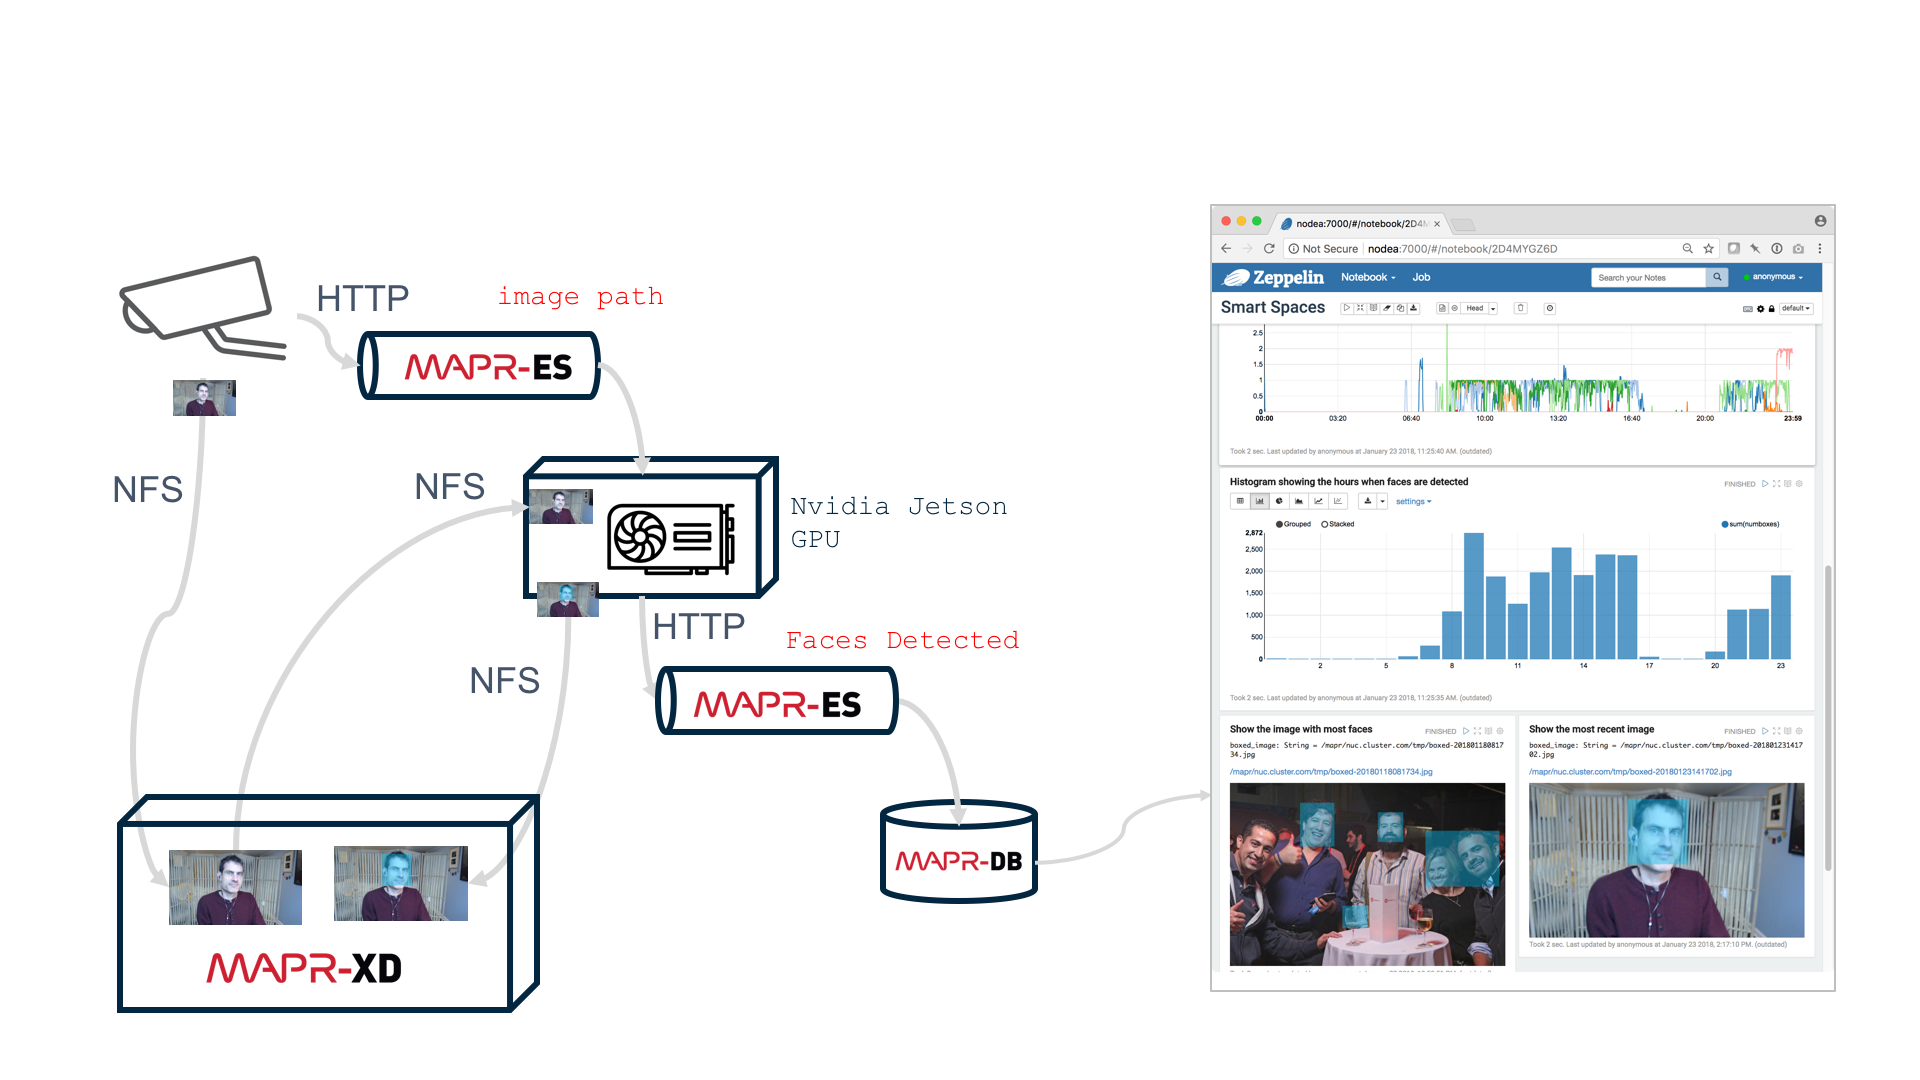 HTTP
image path
MAPR-ES
NFS
NFS
Nvidia Jetson
GPU
HTTP
Faces Detected
NFS
MAPR-ES
MAPR-DB
MAPR-XD
nodea:7000/#/notebook/2D4M
Not Secure
nodea:7000/#/notebook/2D4MYGZ6D
Zeppelin
Notebook
Job
Search your Notes
anonymous
Smart Spaces
Head
default
2.5
2
1.5
1
0.5
0
00:00 03:20 06:40 10:00 13:20 16:40 20:00 23:59
Took 2 sec. Last updated by anonymous at January 23 2018, 11:25:40 AM. (outdated)
Histogram showing the hours when faces are detected
FINISHED
settings
Grouped Stacked
sum(numboxes)
2,872
2,500
2,000
1,500
1,000
500
0
2 5 8 11 14 17 20 23
Took 2 sec. Last updated by anonymous at January 23 2018, 11:25:35 AM. (outdated)
Show the image with most faces
FINISHED
boxed_image: String = /mapr/nuc.cluster.com/tmp/boxed-201801180817
34.jpg
/mapr/nuc.cluster.com/tmp/boxed-20180118081734.jpg
Show the most recent image
FINISHED
boxed_image: String = /mapr/nuc.cluster.com/tmp/boxed-201801231417
02.jpg
/mapr/nuc.cluster.com/tmp/boxed-20180123141702.jpg
Took 2 sec. Last updated by anonymous at January 23 2018, 2:17:10 PM. (outdated)